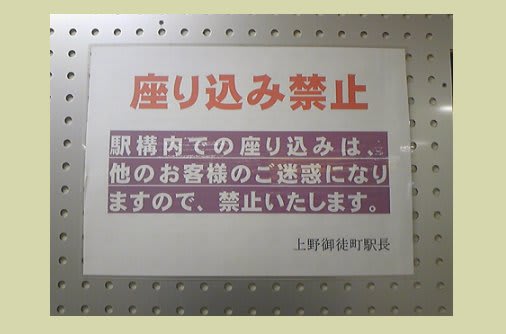 座り込み禁止
駅構内での座り込みは、
他のお客様のご迷惑になり
ますので、禁止いたします。
上野御徒町駅長